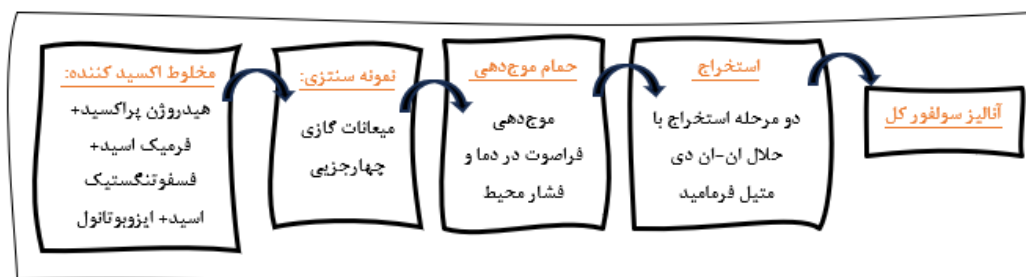 مخلوط اکسید کننده:
هیدروژن پراکسید+
فرمیک اسید+
فسفوتنگستیک
اسید+ ایزوبوتانول
نمونه سنتزی:
میعانات گازی
چهارجزیی
حمام موج‌دهی
موج‌دهی
فراصوت در دما و
فشار محیط
استخراج
دو مرحله استخراج با
حلال ان-ان دی
متیل فرمامید
آنالیز سولفور کل